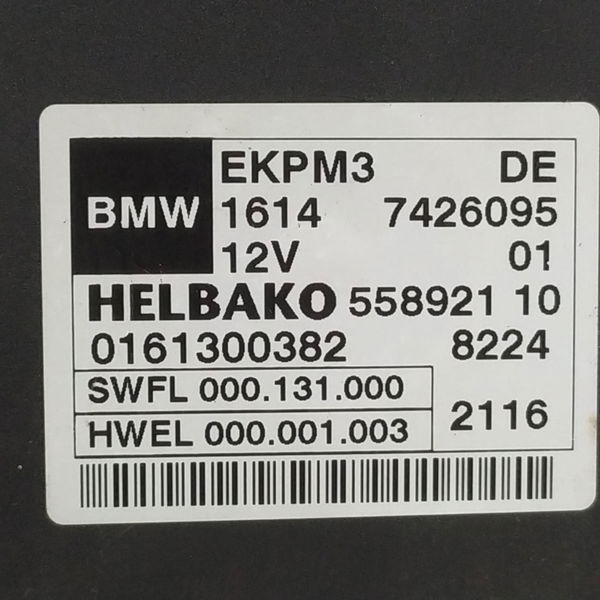 EKPM3 DE
BMW 1614 7426095
12V 01
HELBAKO 558921 10
0161300382 8224
SWFL 000.131.000
2116
HWEL 000.001.003